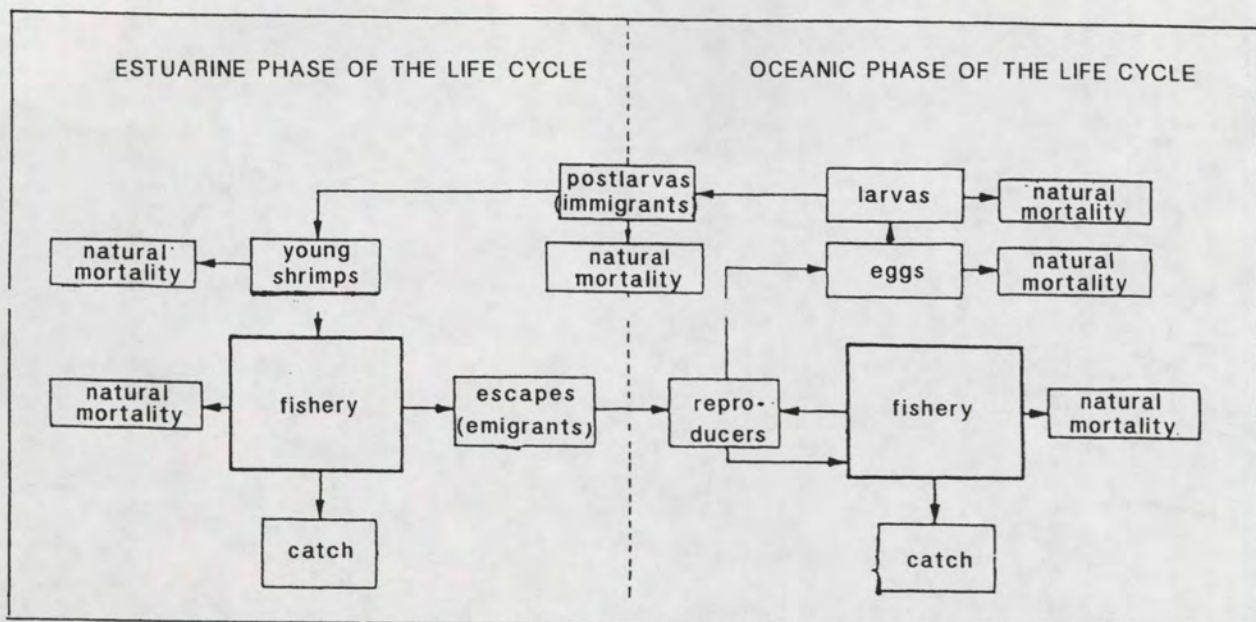 ESTUARINE PHASE OF THE LIFE CYCLE
OCEANIC PHASE OF THE LIFE CYCLE
postlarvas
(immigrants)
larvas
natural
mortality
natural
mortality
young
shrimps
natural
mortality
eggs
natural
mortality
natural
mortality
fishery
escapes
(emigrants)
repro-
ducers
fishery
natural
mortality.
catch
catch